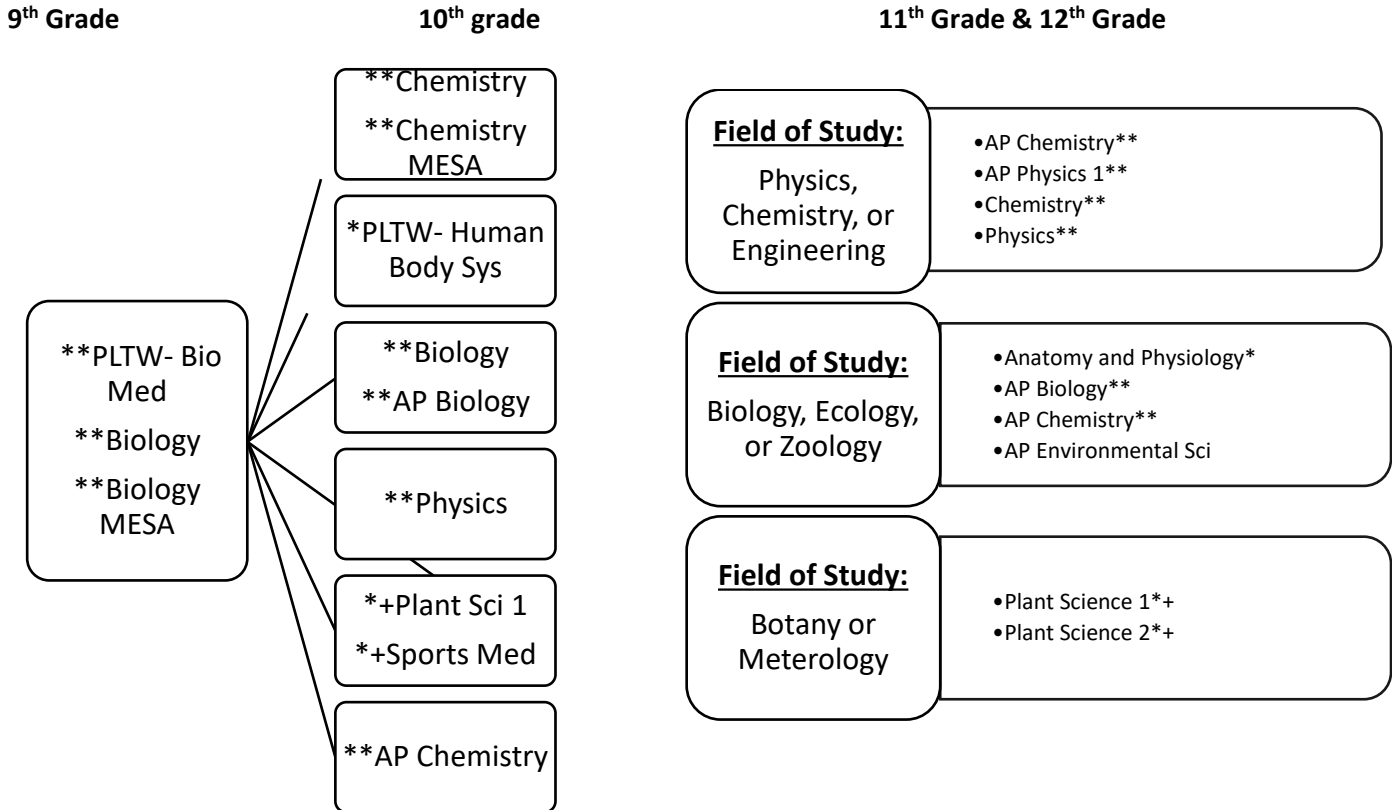 9th Grade
10th grade
11th Grade & 12th Grade
**PLTW- Bio
Med
**Biology
**Biology
MESA
**Chemistry
**Chemistry
MESA
*PLTW- Human
Body Sys
**Biology
**AP Biology
**Physics
*+Plant Sci 1
*+Sports Med
**AP Chemistry
Field of Study:
Physics,
Chemistry, or
Engineering
•AP Chemistry**
•AP Physics 1**
•Chemistry**
•Physics**
Field of Study:
Biology, Ecology,
or Zoology
•Anatomy and Physiology*
•AP Biology**
•AP Chemistry**
•AP Environmental Sci
Field of Study:
Botany or
Meterology
•Plant Science 1*+
•Plant Science 2*+